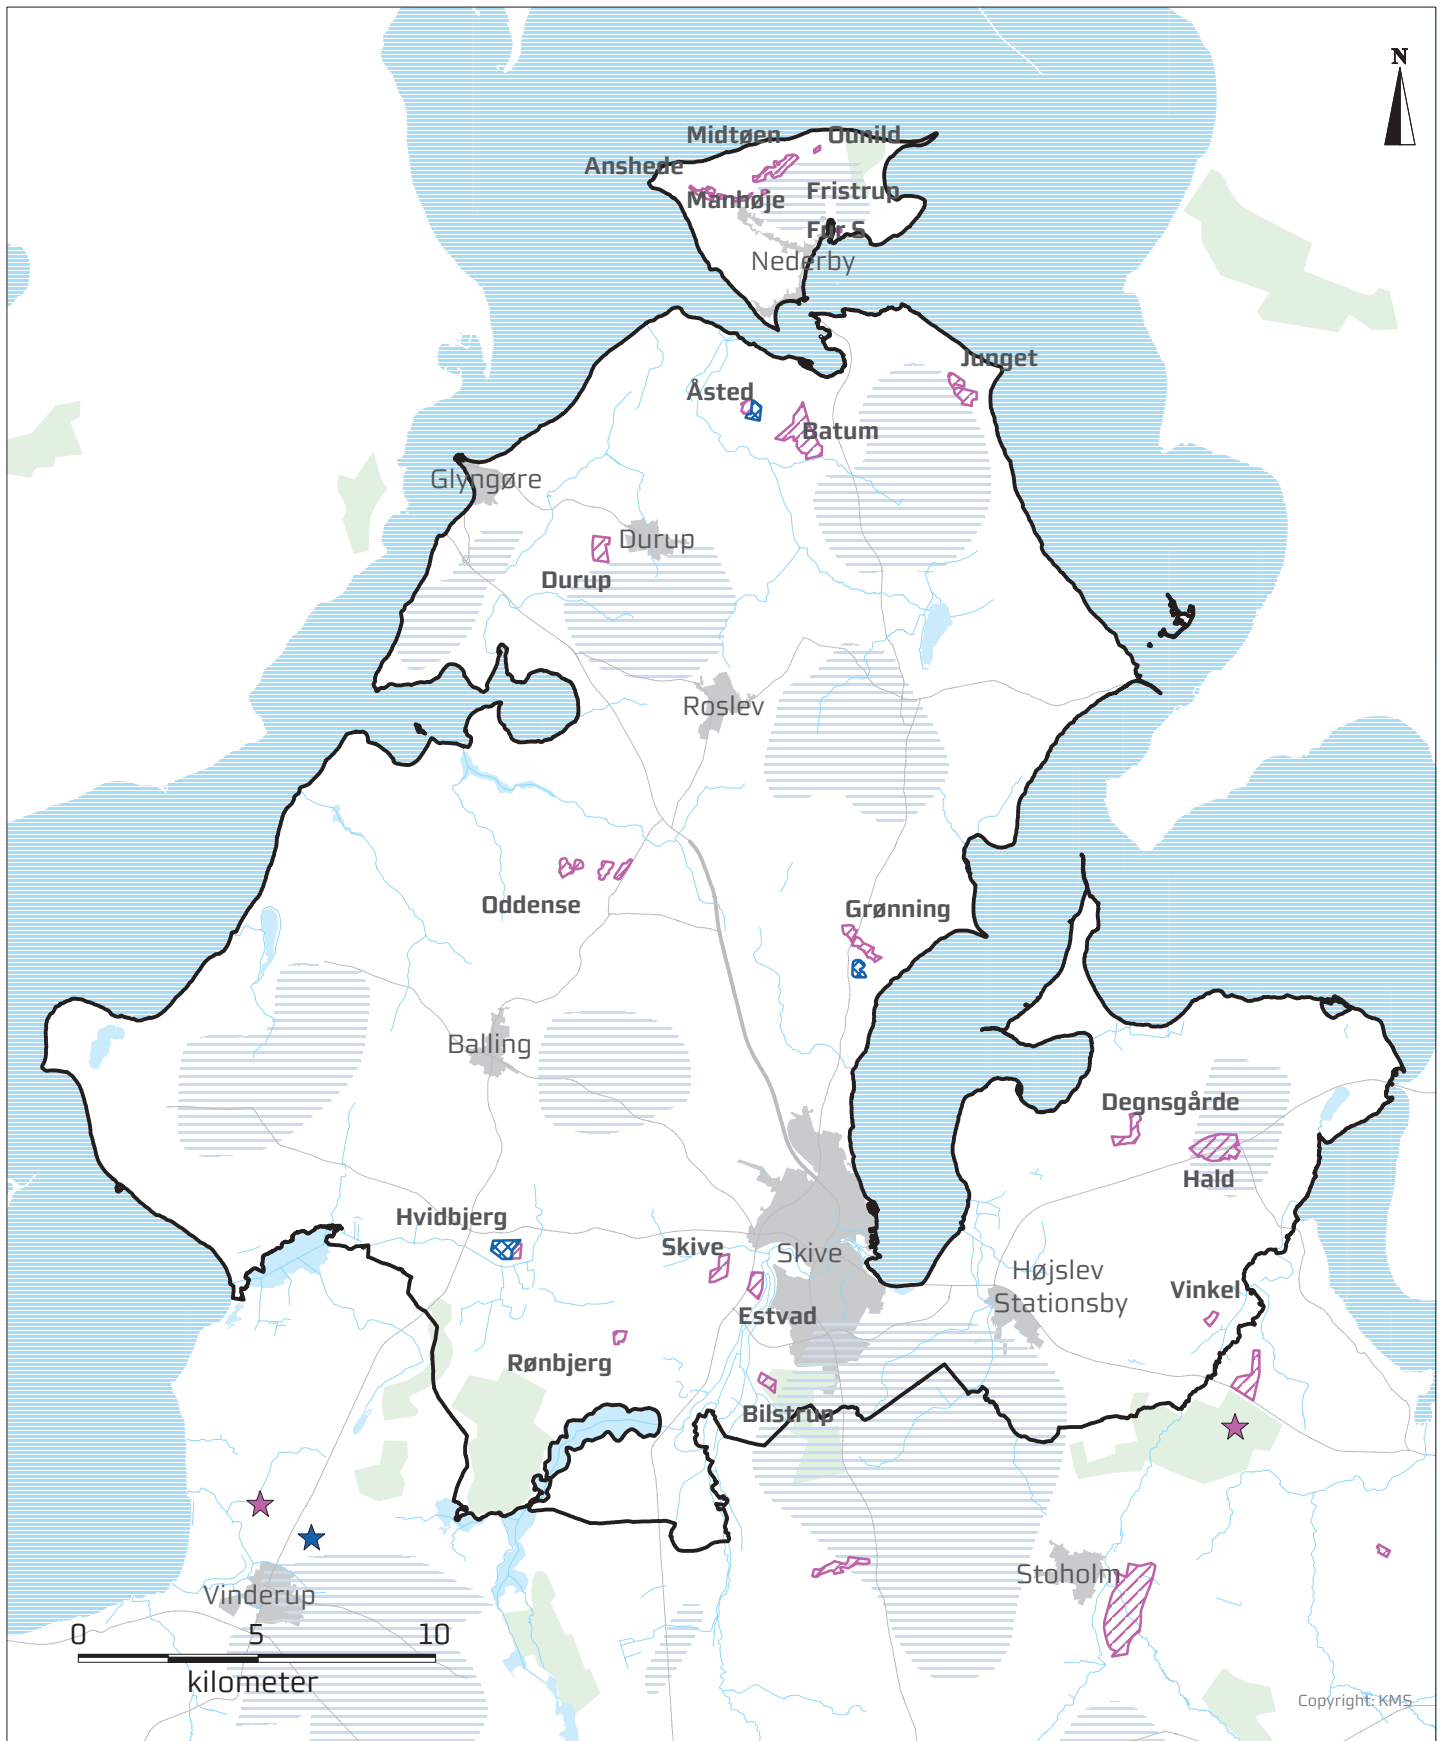 N
Midtøen
Odnild
Anshede
Manhøje
Fristrup
Fur S
Nederby
Junget
Åsted
Batum
Glyngøre
Durup
Durup
Roslev
Oddense
Grønning
Balling
Degnsgårde
Hald
Hvidbjerg
Skive
Skive
Højslev
Stationsby
Vinkel
Estvad
Rønbjerg
Bilstrup
Stoholm
Vinderup
0 5 10
kilometer
Copyright: KMS